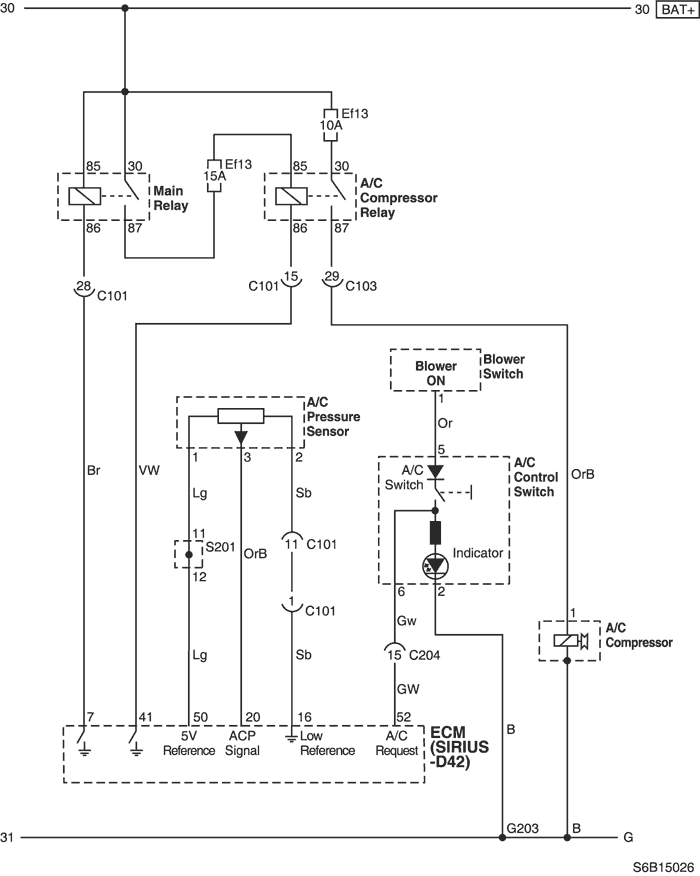 30
30 BAT+
Ef13
10A
Ef13
15A
85 30
85 30
Main
Relay
A/C
Compressor
Relay
86 87
86 87
28 C101
C101 15
29 C103
Blower
ON
Blower
Switch
1
Or
A/C
Pressure
Sensor
1 3 2
5
A/C
Switch
A/C
Control
Switch
Br
VW
Lg
Sb
OrB
11
S201
12
OrB
11 C101
Indicator
6 2
1 C101
Gw
15 C204
1
A/C
Compressor
Lg
Sb
GW
7 41 50 20 16 52
5V
Reference
ACP
Signal
Low
Reference
A/C
Request
ECM
(SIRIUS
-D42)
B
31
G203
B
G
S6B15026